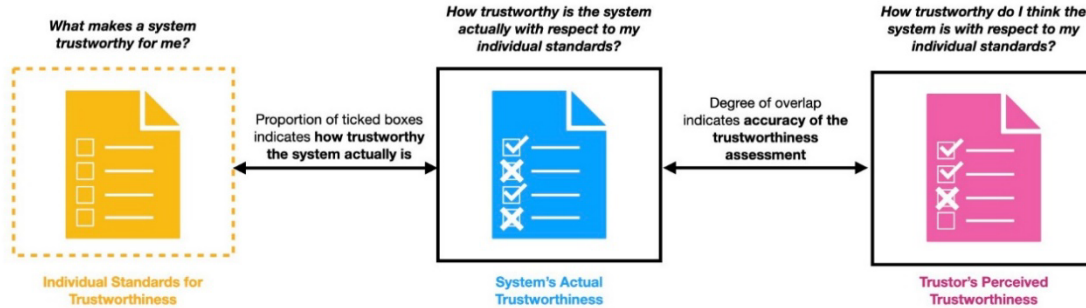 What makes a system
trustworthy for me?
How trustworthy is the system
actually with respect to my
individual standards?
How trustworthy do I think the
system is with respect to my
individual standards?
Proportion of ticked boxes
indicates how trustworthy
the system actually is
Degree of overlap
indicates accuracy of the
trustworthiness
assessment
Individual Standards for
Trustworthiness
System's Actual
Trustworthiness
Trustor's Perceived
Trustworthiness